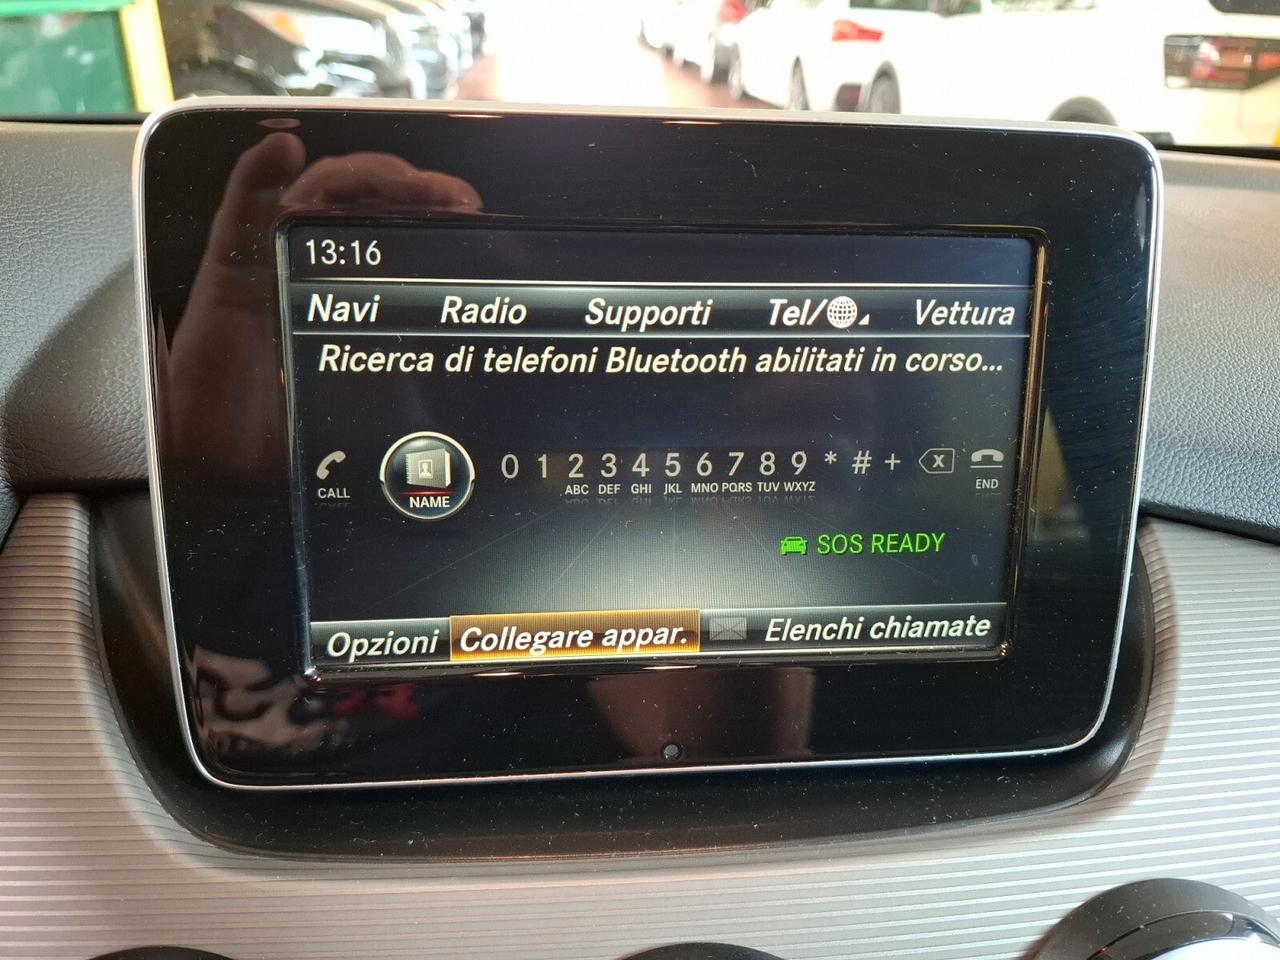 13:16
Navi Radio Supporti Tel/ Vettura
Ricerca di telefoni Bluetooth abilitati in corso...
0 1 2 3 4 5 6 7 8 9 * # + X
CALL NAME ABC DEF GHI JKL MNO PQRS TUV WXYZ END
SOS READY
Opzioni Collegare appar. Elenchi chiamate